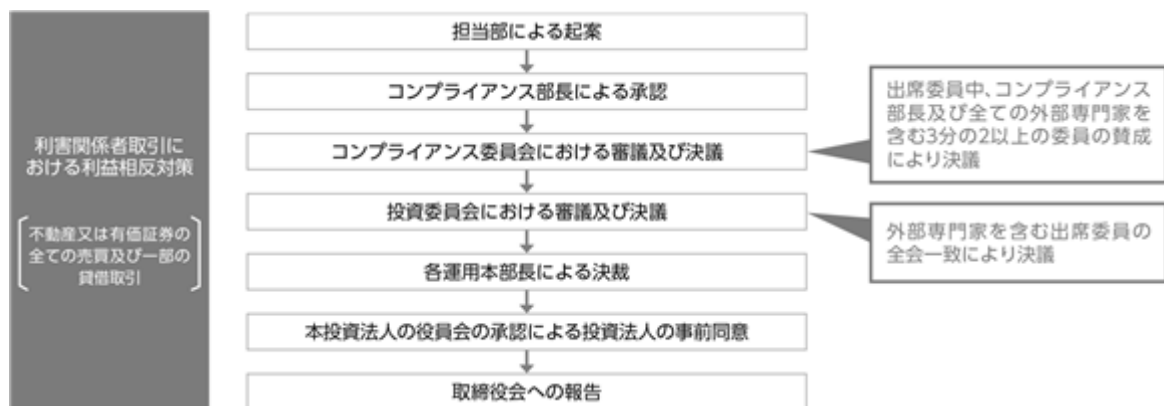 利害関係者取引に
おける利益相反対策
不動産又は有価証券の
全ての売買及び一部の
貸借取引
担当部による起案
コンプライアンス部長による承認
コンプライアンス委員会における審議及び決議
投資委員会における審議及び決議
各運用本部長による決裁
本投資法人の役員会の承認による投資法人の事前同意
取締役会への報告
出席委員中、コンプライアンス
部長及び全ての外部専門家を
含む3分の2以上の委員の賛成
により決議
外部専門家を含む出席委員の
全会一致により決議